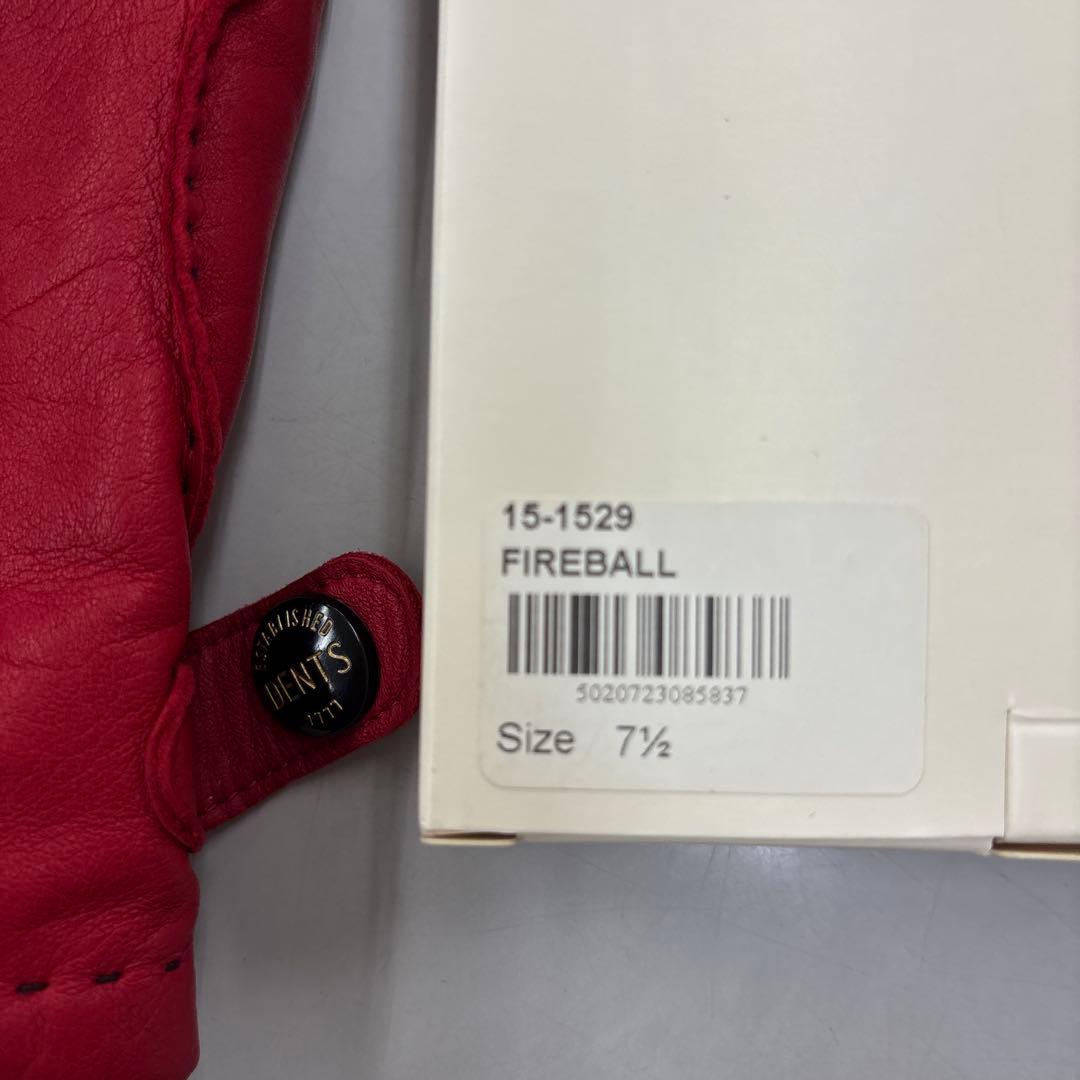 ESTABLISHED
DENTS
1777
15-1529
FIREBALL
5020723085837
Size 7½